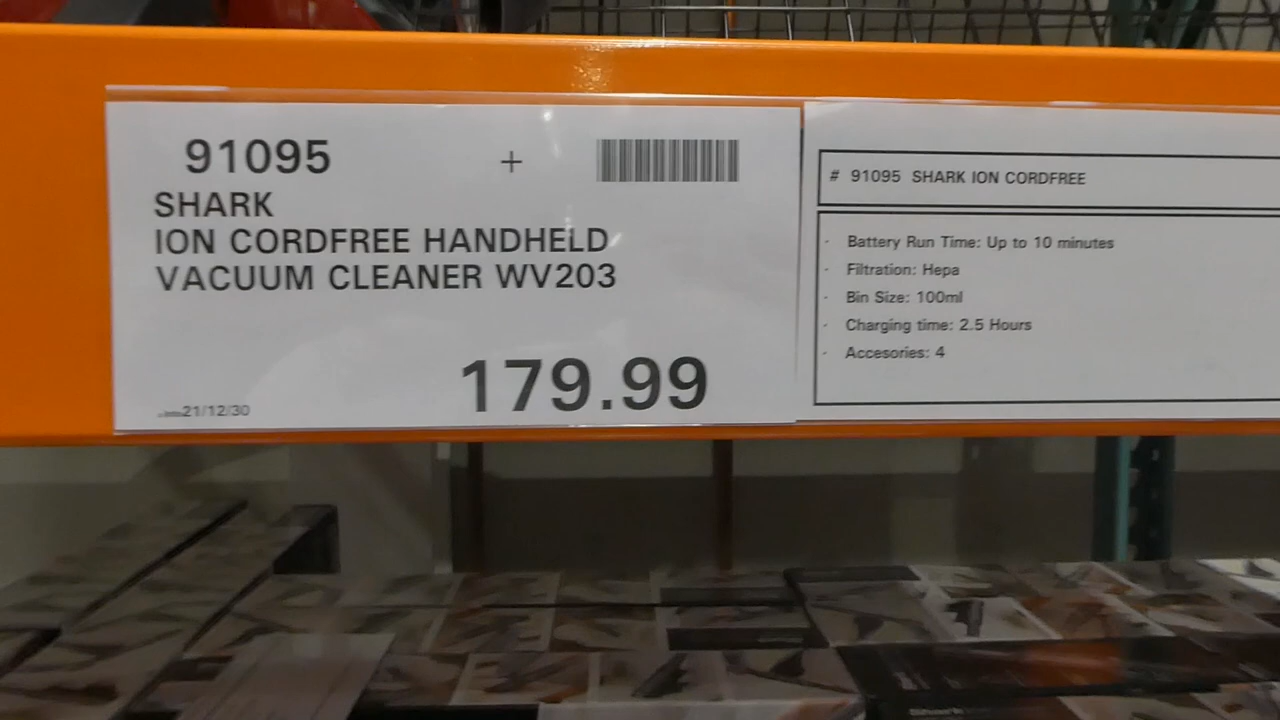 91095 +
SHARK
ION CORDFREE HANDHELD
VACUUM CLEANER WV203
179.99
21/12/30
# 91095 SHARK ION CORDFREE
· Battery Run Time: Up to 10 minutes
· Filtration: Hepa
· Bin Size: 100ml
· Charging time: 2.5 Hours
· Accesories: 4